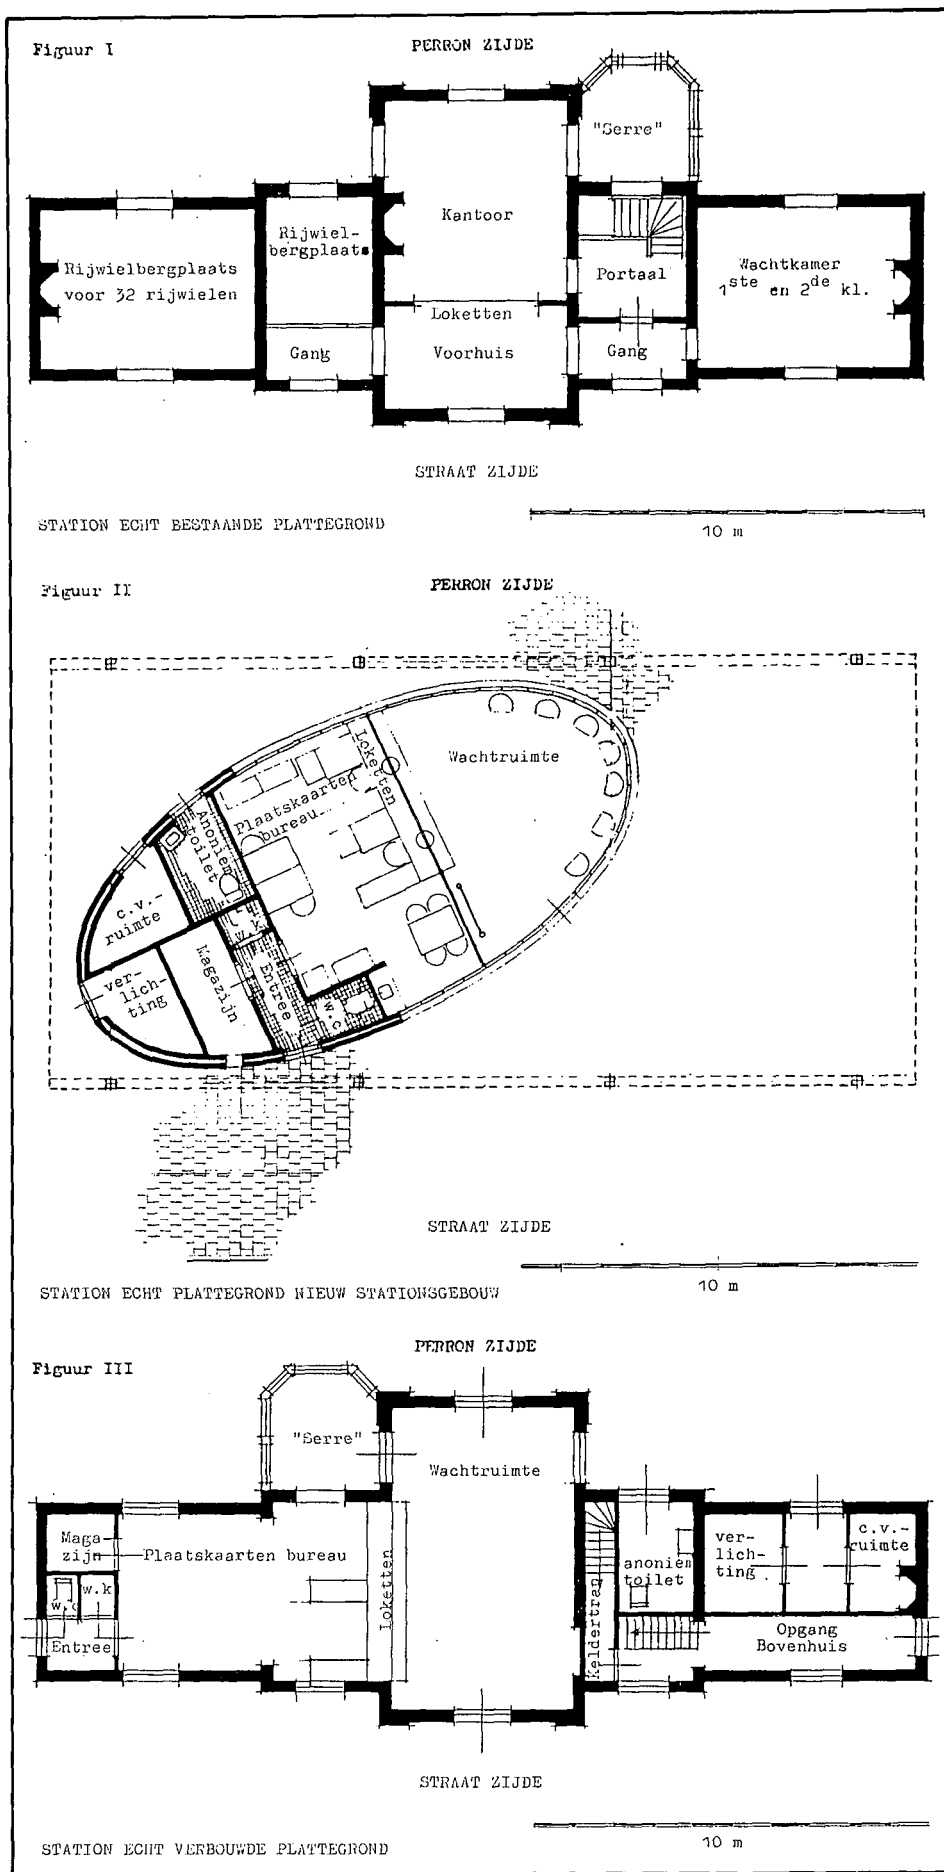 Figuur I
PERRON ZIJDE
"Serre"
Kantoor
Rijwiel-
bergplaats
Rijwielbergplaats
voor 32 rijwielen
Portaal
Wachtkamer
1ste en 2de kl.
Loketten
Gang
Voorhuis
Gang
STRAAT ZIJDE
STATION ECHT BESTAANDE PLATTEGROND
10 m
Figuur II
PERRON ZIJDE
Wachtruimte
Loketten
Plaatskaarten
bureau
Anoniem
toilet
c.v.-
ruimte
w.k
ver-
lich-
ting
Magazijn
Entree
w.c
STRAAT ZIJDE
10 m
STATION ECHT PLATTEGROND NIEUW STATIONSGEBOUW
PERRON ZIJDE
Figuur III
"Serre"
Wachtruimte
Maga-
zijn
Plaatskaarten bureau
Loketten
w.c
w.k
Entree
Keldertrap
anoniem
toilet
ver-
lich-
ting
c.v.-
ruimte
Opgang
Bovenhuis
STRAAT ZIJDE
10 m
STATION ECHT VERBOUWDE PLATTEGROND